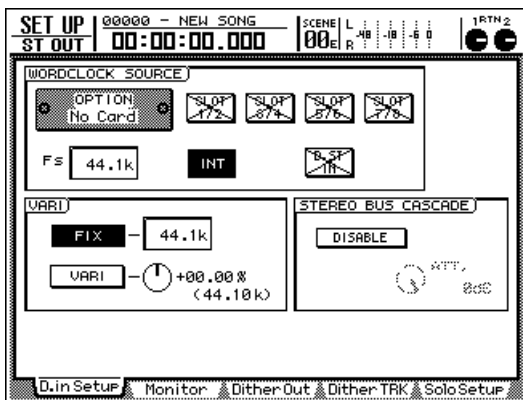 SET UP
ST OUT
00000 - NEW SONG
00:00:00.000
SCENE
00E
L
R
-48 -18 -6 0
1RTN2
WORDCLOCK SOURCE
OPTION
No Card
SLOT
1/2
SLOT
3/4
SLOT
5/6
SLOT
7/8
Fs 44.1k
INT
D.ST
IN
VARI
FIX - 44.1k
VARI - +00.00%
(44.10k)
STEREO BUS CASCADE
DISABLE
ATT.
0dB
D.in Setup Monitor Dither Out Dither TRK Solo Setup